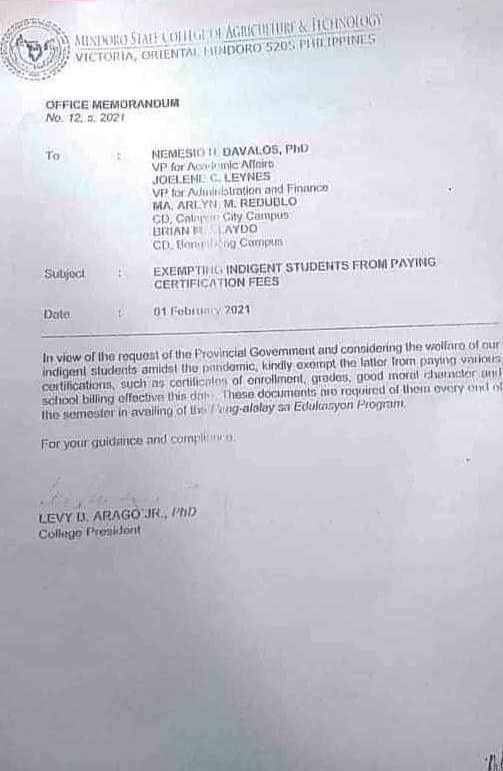 MINDORO STATE COLLEGE OF AGRICULTURE & TECHNOLOGY
VICTORIA, ORIENTAL MINDORO 5205 PHILIPPINES
OFFICE MEMORANDUM
No. 12, s. 2021
To : NEMESIO H. DAVALOS, PhD
VP for Academic Affairs
JOELENE C. LEYNES
VP for Administration and Finance
MA. ARLYN M. REDUBLO
CD, Calapan City Campus
BRIAN
CD, Campus
Subject : EXEMPTING INDIGENT STUDENTS FROM PAYING
CERTIFICATION FEES
Date : 01 February 2021
In view of the request of the Provincial Government and considering the welfare of our
indigent students amidst the pandemic, kindly exempt the latter from paying various
certifications, such as certificates of enrollment, grades, good moral character and
school billing effective this date. These documents are required of them every end of
the semester in availing of the Pang-alalay sa Edukasyon Program.
For your guidance and compliance.
LEVY B. ARAGO JR., PhD
College President